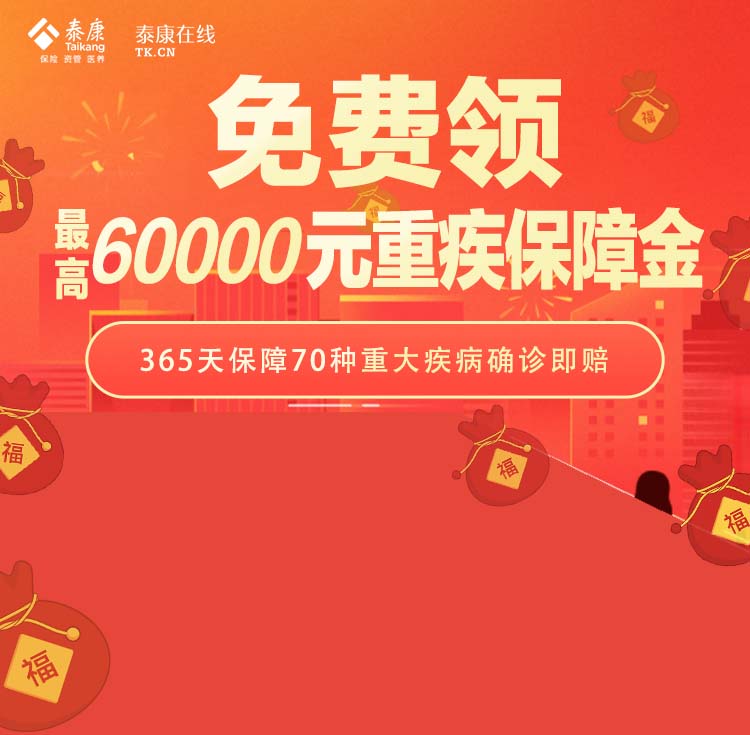 泰康
Taikang
保险 资管 医养
泰康在线
TK.CN
免费领
最高60000元重疾保障金
365天保障70种重大疾病确诊即赔
福
福
福
福
福
福